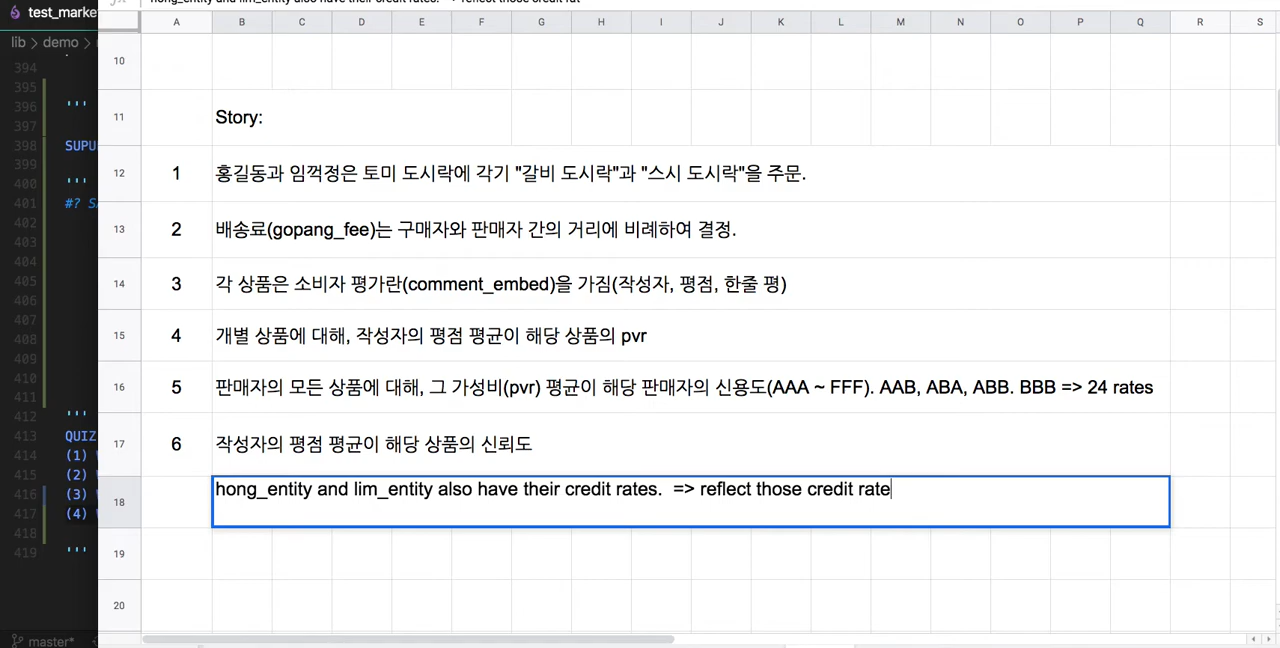 test_marke
lib > demo >
hong_entity and lim_entity also have their credit rates. => reflect those credit rat
A B C D E F G H I J K L M N O P Q R S
394
395
396 '''
397
398 SUPU
399
400 '''
401 #? S
402
403
404
405
406
407
408
409
410
411
412 '''
413 QUIZ
414 (1)
415 (2)
416 (3)
417 (4)
418
419 '''
master*
10
11 Story:
12 1 홍길동과 임꺽정은 토미 도시락에 각기 "갈비 도시락"과 "스시 도시락"을 주문.
13 2 배송료(gopang_fee)는 구매자와 판매자 간의 거리에 비례하여 결정.
14 3 각 상품은 소비자 평가란(comment_embed)을 가짐(작성자, 평점, 한줄 평)
15 4 개별 상품에 대해, 작성자의 평점 평균이 해당 상품의 pvr
16 5 판매자의 모든 상품에 대해, 그 가성비(pvr) 평균이 해당 판매자의 신용도(AAA ~ FFF). AAB, ABA, ABB. BBB => 24 rates
17 6 작성자의 평점 평균이 해당 상품의 신뢰도
18 hong_entity and lim_entity also have their credit rates.  => reflect those credit rate
19
20